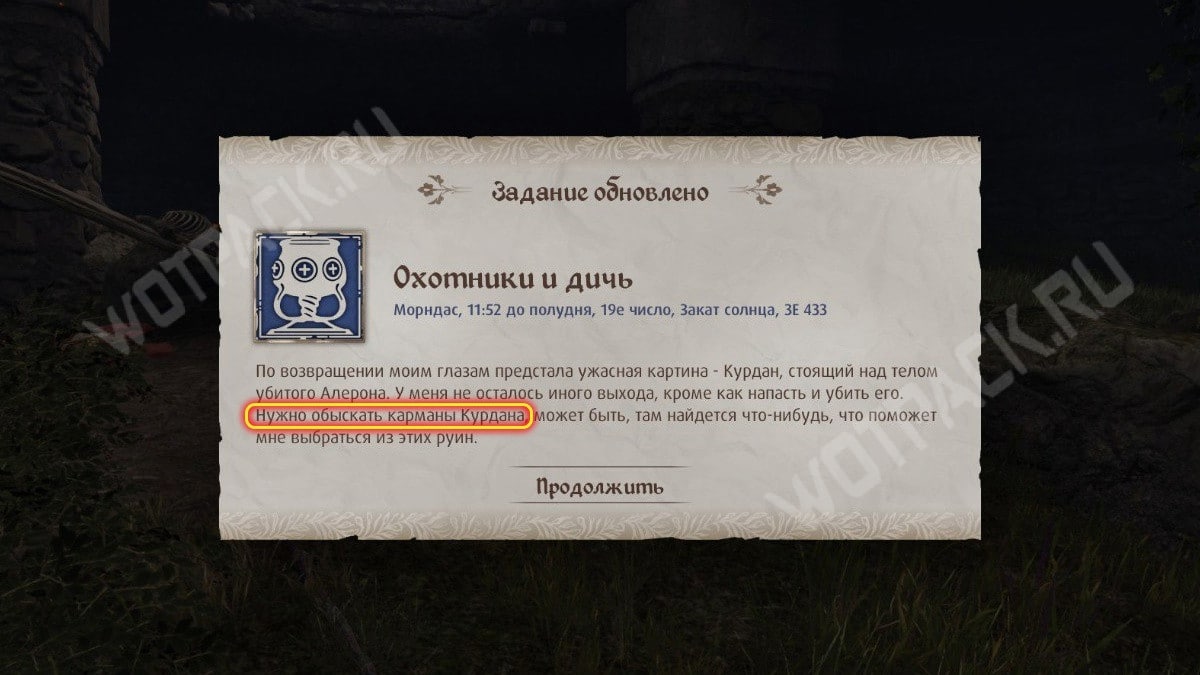 Задание обновлено
Охотники и дичь
Морндас, 11:52 до полудня, 19е число, Закат солнца, 3Е 433
По возвращении моим глазам предстала ужасная картина - Курдан, стоящий над телом
убитого Алерона. У меня не осталось иного выхода, кроме как напасть и убить его.
Нужно обыскать карманы Курдана, может быть, там найдется что-нибудь, что поможет
мне выбраться из этих руин.
Продолжить
WOTPACK.RU
WOTPACK.RU